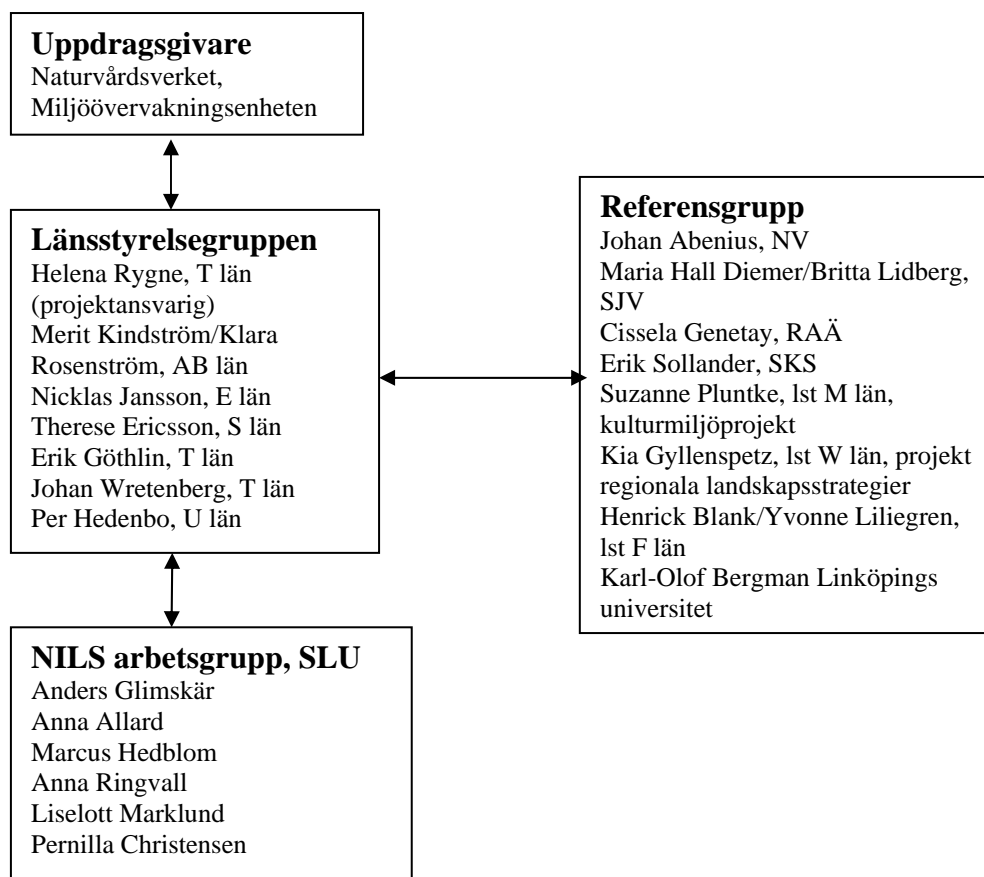 Uppdragsgivare
Naturvårdsverket,
Miljöövervakningsenheten
Länsstyrelsegruppen
Helena Rygne, T län
(projektansvarig)
Merit Kindström/Klara
Rosenström, AB län
Nicklas Jansson, E län
Therese Ericsson, S län
Erik Göthlin, T län
Johan Wretenberg, T län
Per Hedenbo, U län
Referensgrupp
Johan Abenius, NV
Maria Hall Diemer/Britta Lidberg,
SJV
Cissela Genetay, RAÄ
Erik Sollander, SKS
Suzanne Pluntke, lst M län,
kulturmiljöprojekt
Kia Gyllenspetz, lst W län, projekt
regionala landskapsstrategier
Henrick Blank/Yvonne Liliegren,
lst F län
Karl-Olof Bergman Linköpings
universitet
NILS arbetsgrupp, SLU
Anders Glimskär
Anna Allard
Marcus Hedblom
Anna Ringvall
Liselott Marklund
Pernilla Christensen